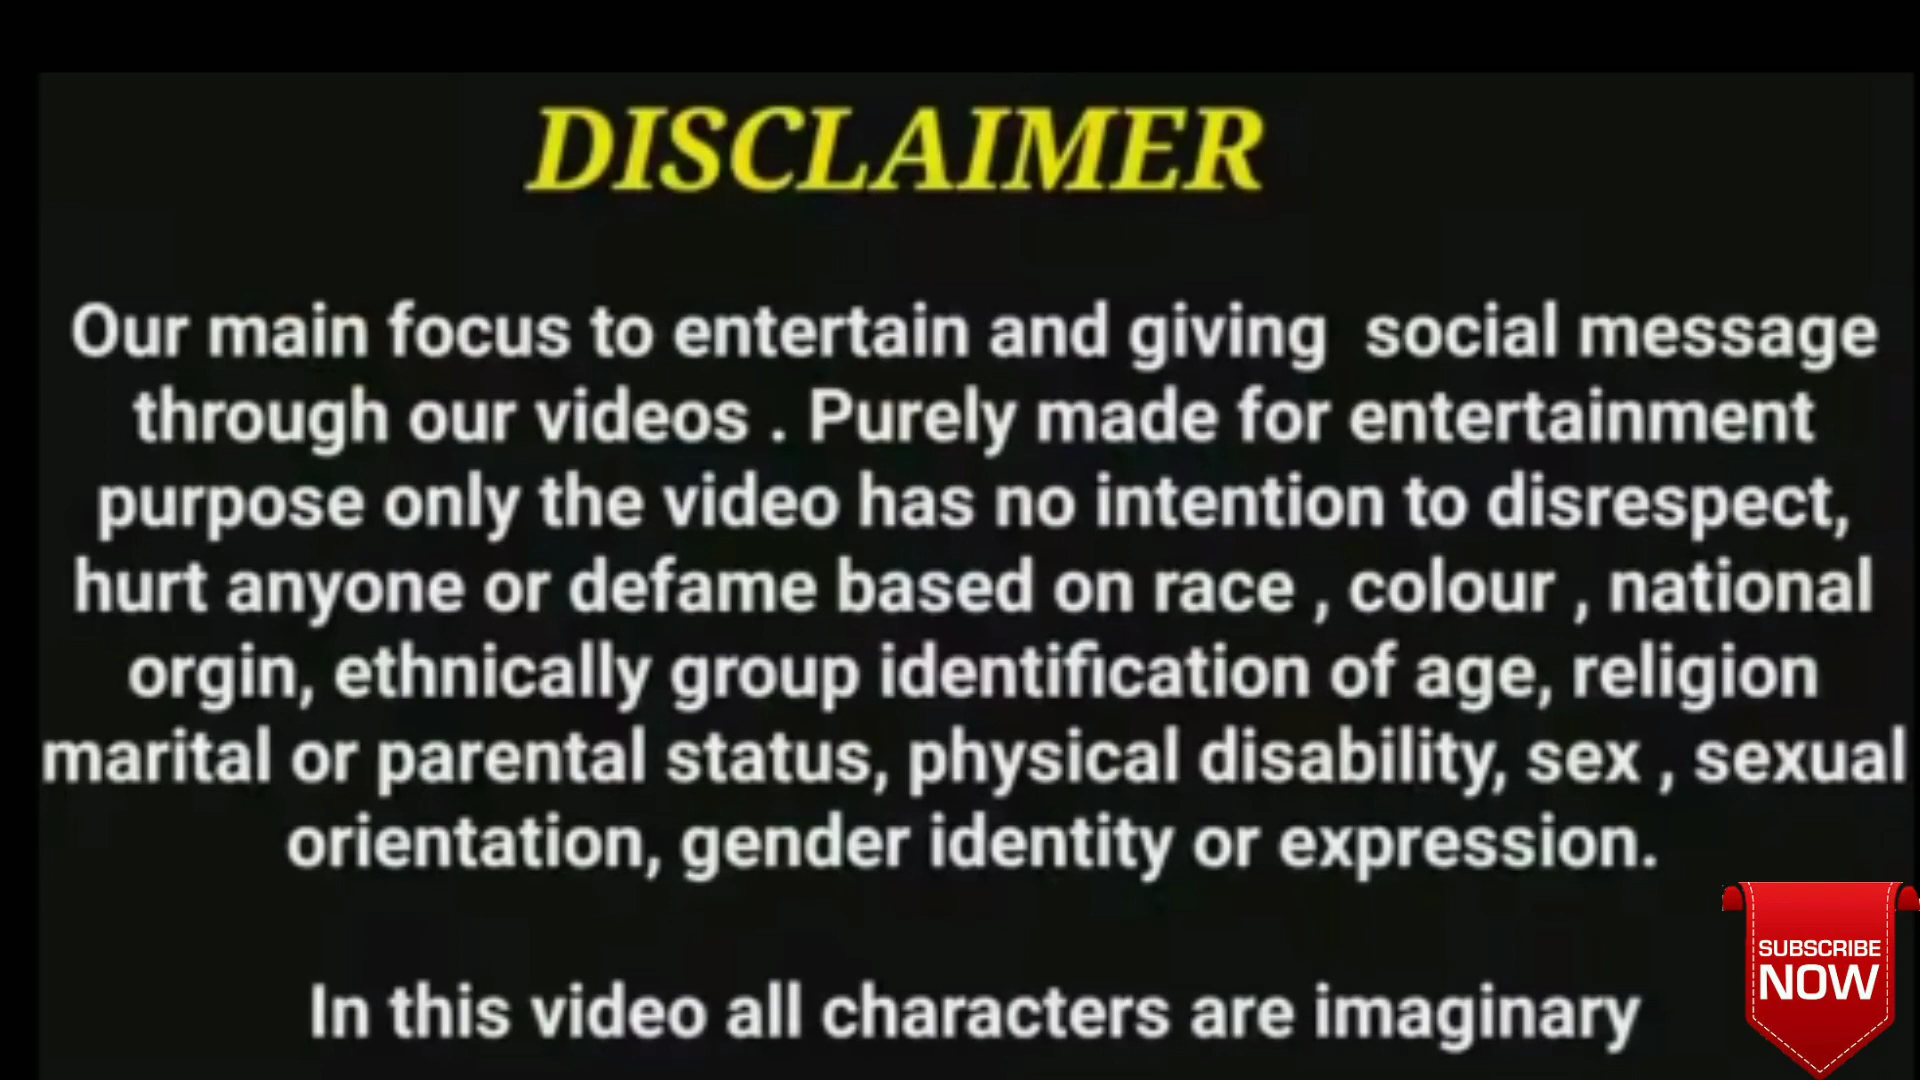 DISCLAIMER
Our main focus to entertain and giving  social message
through our videos . Purely made for entertainment
purpose only the video has no intention to disrespect,
hurt anyone or defame based on race , colour , national
orgin, ethnically group identification of age, religion
marital or parental status, physical disability, sex , sexual
orientation, gender identity or expression.
In this video all characters are imaginary
SUBSCRIBE
NOW